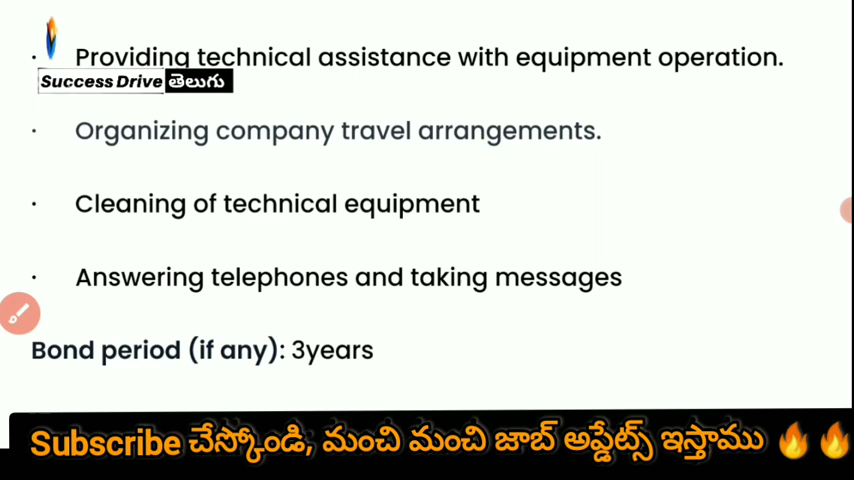 · Providing technical assistance with equipment operation.
Success Drive తెలుగు
· Organizing company travel arrangements.
· Cleaning of technical equipment
· Answering telephones and taking messages
Bond period (if any): 3years
Subscribe చేస్కోండి, మంచి మంచి జాబ్ అప్డేట్స్ ఇస్తాము 🔥🔥